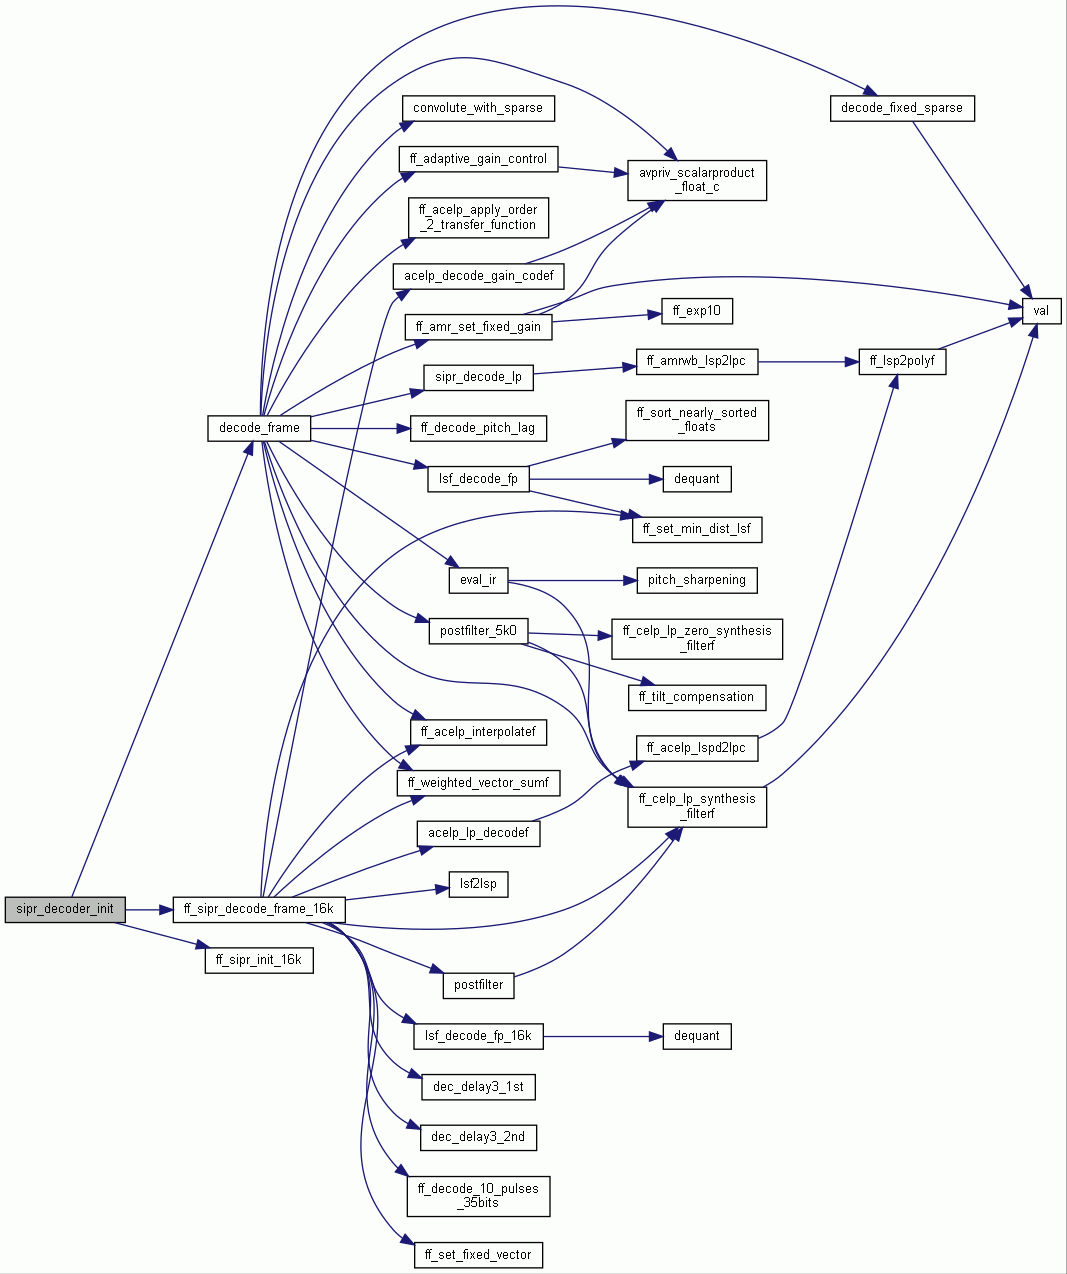 decode_fixed_sparse
convolute_with_sparse
ff_adaptive_gain_control
avpriv_scalarproduct
_float_c
ff_acelp_apply_order
_2_transfer_function
acelp_decode_gain_codef
ff_amr_set_fixed_gain
ff_exp10
val
sipr_decode_lp
ff_amrwb_lsp2lpc
ff_lsp2polyf
decode_frame
ff_decode_pitch_lag
ff_sort_nearly_sorted
_floats
lsf_decode_fp
dequant
ff_set_min_dist_lsf
eval_ir
pitch_sharpening
postfilter_5k0
ff_celp_lp_zero_synthesis
_filterf
ff_tilt_compensation
ff_acelp_interpolatef
ff_acelp_lspd2lpc
ff_weighted_vector_sumf
ff_celp_lp_synthesis
_filterf
acelp_lp_decodef
lsf2lsp
sipr_decoder_init
ff_sipr_decode_frame_16k
ff_sipr_init_16k
postfilter
lsf_decode_fp_16k
dequant
dec_delay3_1st
dec_delay3_2nd
ff_decode_10_pulses
_35bits
ff_set_fixed_vector